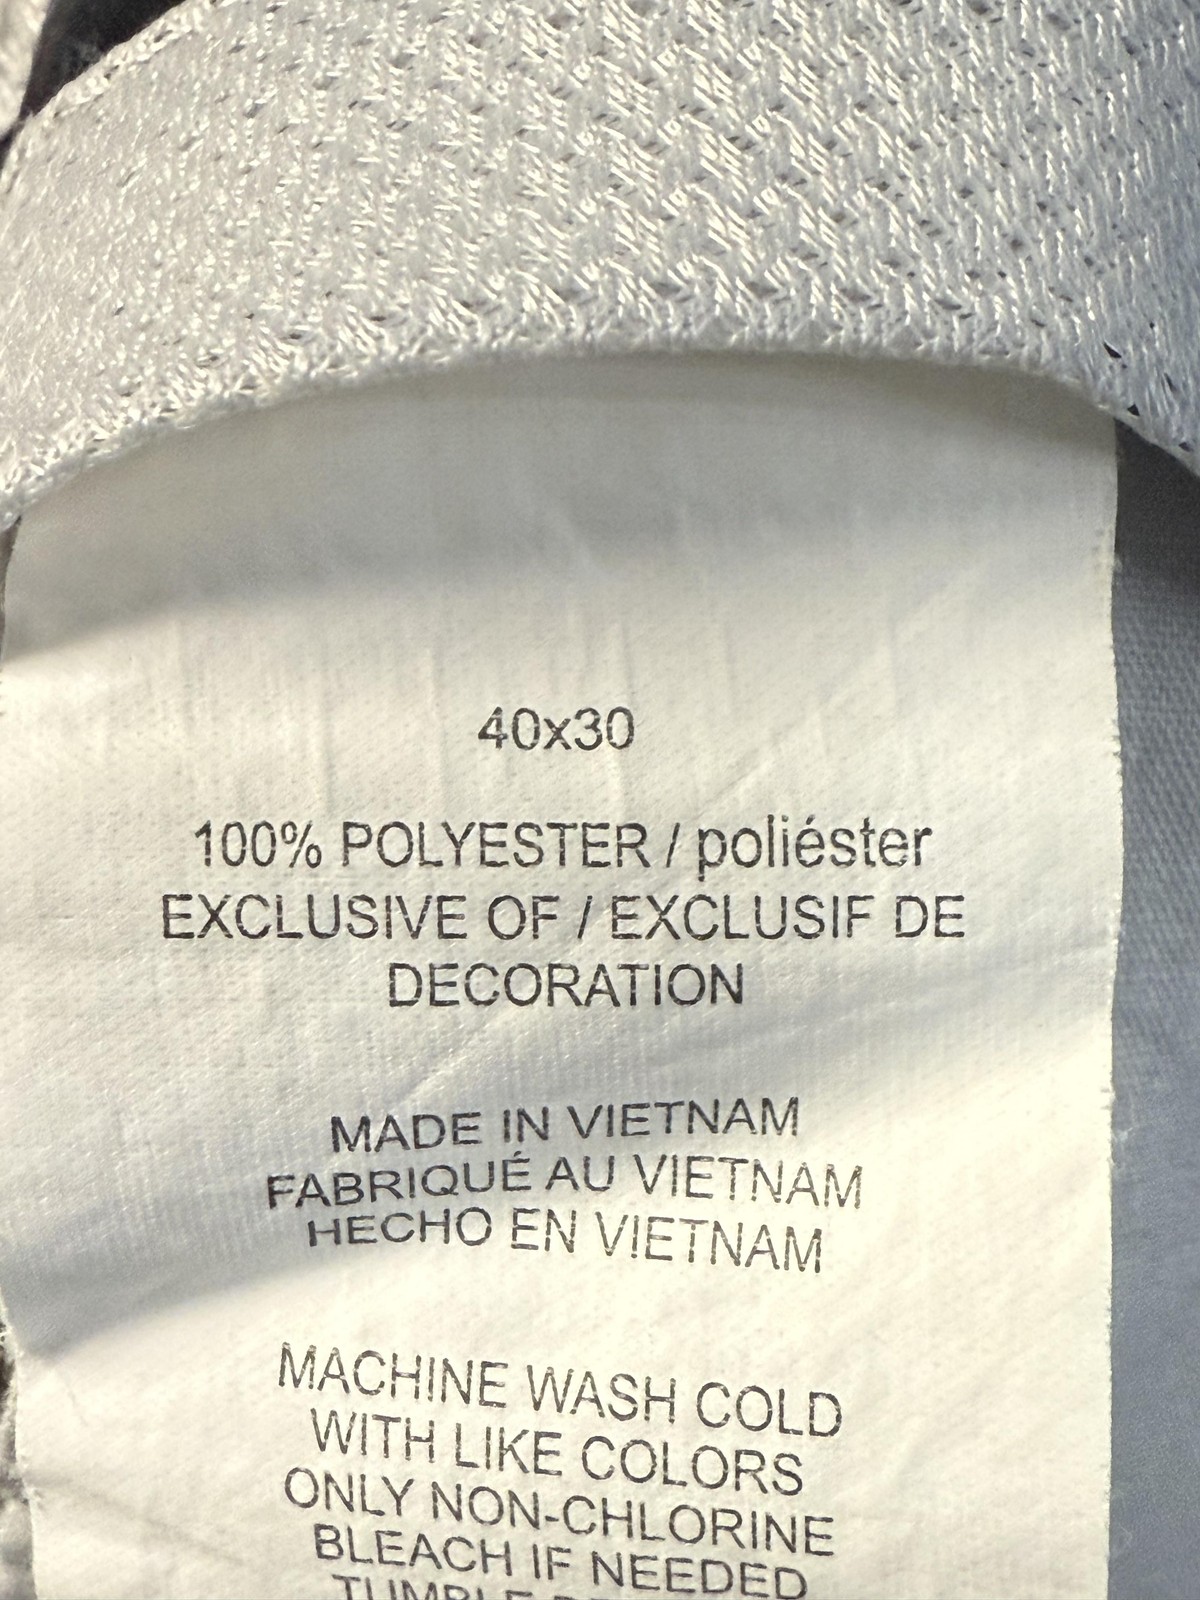 40x30
100% POLYESTER / poliéster
EXCLUSIVE OF / EXCLUSIF DE
DECORATION
MADE IN VIETNAM
FABRIQUÉ AU VIETNAM
HECHO EN VIETNAM
MACHINE WASH COLD
WITH LIKE COLORS
ONLY NON-CHLORINE
BLEACH IF NEEDED
TUMBLE